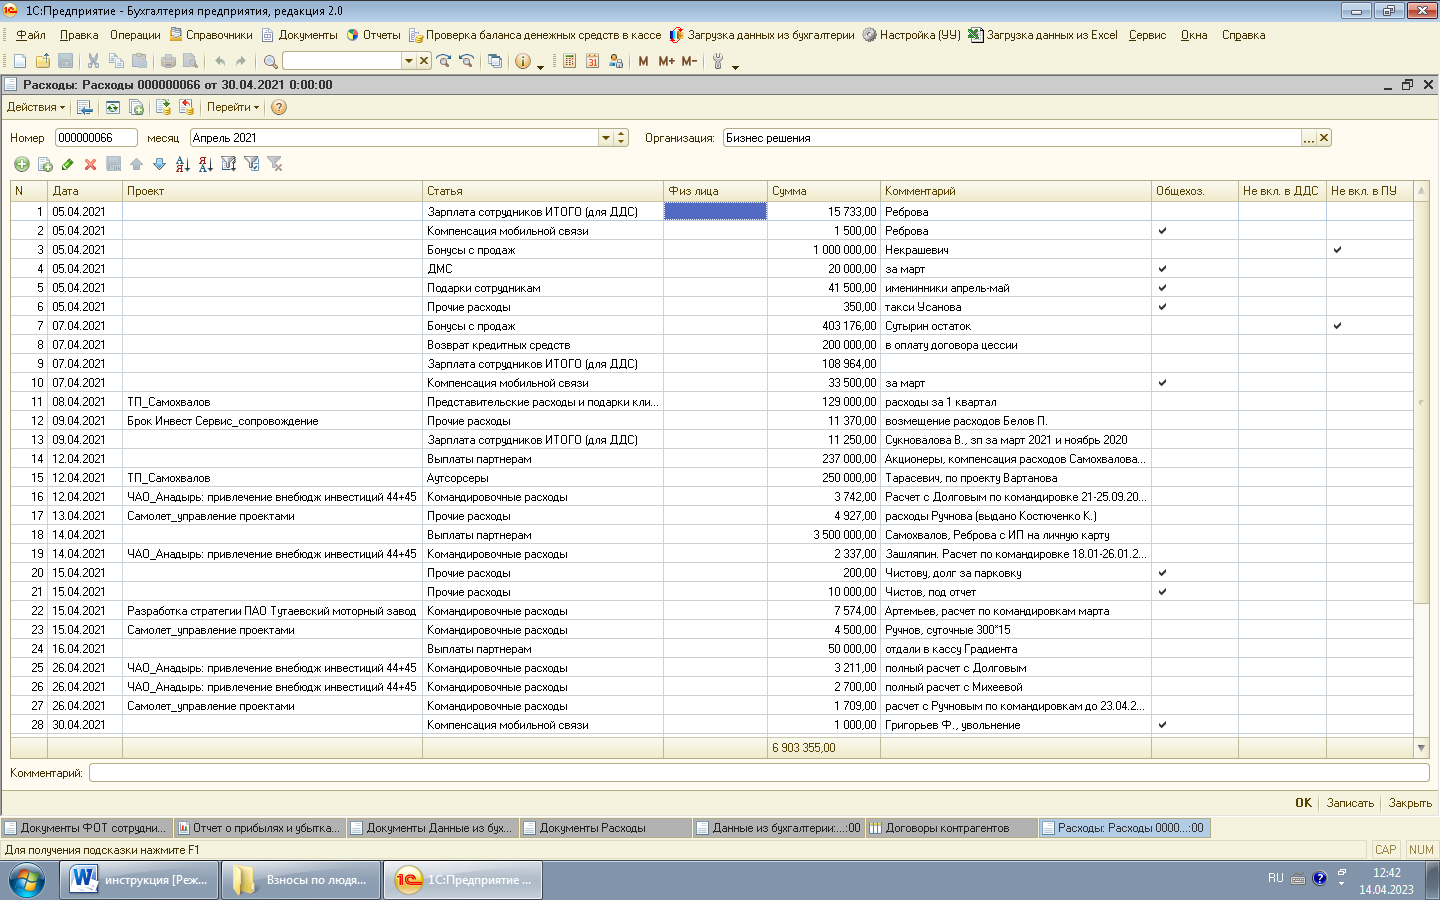 1С:Предприятие - Бухгалтерия предприятия, редакция 2.0
Файл Правка Операции Справочники Документы Отчеты Проверка баланса денежных средств в кассе Загрузка данных из бухгалтерии Настройка (УУ) Загрузка данных из Excel Сервис Окна Справка
M M+ M-
Расходы: Расходы 000000066 от 30.04.2021 0:00:00
Действия Перейти
Номер 000000066 месяц Апрель 2021 Организация: Бизнес решения
N Дата Проект Статья Физ лица Сумма Комментарий Общехоз. Не вкл. в ДДС Не вкл. в ПУ
1 05.04.2021 Зарплата сотрудников ИТОГО (для ДДС) 15 733,00 Реброва
2 05.04.2021 Компенсация мобильной связи 1 500,00 Реброва ✔
3 05.04.2021 Бонусы с продаж 1 000 000,00 Некрашевич ✔
4 05.04.2021 ДМС 20 000,00 за март ✔
5 05.04.2021 Подарки сотрудникам 41 500,00 именинники апрель-май ✔
6 05.04.2021 Прочие расходы 350,00 такси Усанова ✔
7 07.04.2021 Бонусы с продаж 403 176,00 Сутырин остаток ✔
8 07.04.2021 Возврат кредитных средств 200 000,00 в оплату договора цессии
9 07.04.2021 Зарплата сотрудников ИТОГО (для ДДС) 108 964,00
10 07.04.2021 Компенсация мобильной связи 33 500,00 за март ✔
11 08.04.2021 ТП_Самохвалов Представительские расходы и подарки кли... 129 000,00 расходы за 1 квартал
12 09.04.2021 Брок Инвест Сервис_сопровождение Прочие расходы 11 370,00 возмещение расходов Белов П.
13 09.04.2021 Зарплата сотрудников ИТОГО (для ДДС) 11 250,00 Сукновалова В., зп за март 2021 и ноябрь 2020
14 12.04.2021 Выплаты партнерам 237 000,00 Акционеры, компенсация расходов Самохвалова...
15 12.04.2021 ТП_Самохвалов Аутсорсеры 250 000,00 Тарасевич, по проекту Вартанова
16 12.04.2021 ЧАО_Анадырь: привлечение внебюдж инвестиций 44+45 Командировочные расходы 3 742,00 Расчет с Долговым по командировке 21-25.09.20...
17 13.04.2021 Самолет_управление проектами Прочие расходы 4 927,00 расходы Ручнова (выдано Костюченко К.)
18 14.04.2021 Выплаты партнерам 3 500 000,00 Самохвалов, Реброва с ИП на личную карту
19 14.04.2021 ЧАО_Анадырь: привлечение внебюдж инвестиций 44+45 Командировочные расходы 2 337,00 Зашляпин. Расчет по командировке 18.01-26.01.2...
20 15.04.2021 Прочие расходы 200,00 Чистову, долг за парковку ✔
21 15.04.2021 Прочие расходы 10 000,00 Чистов, под отчет ✔
22 15.04.2021 Разработка стратегии ПАО Тутаевский моторный завод Командировочные расходы 7 574,00 Артемьев, расчет по командировкам марта
23 15.04.2021 Самолет_управление проектами Командировочные расходы 4 500,00 Ручнов, суточные 300*15
24 16.04.2021 Выплаты партнерам 50 000,00 отдали в кассу Градиента
25 26.04.2021 ЧАО_Анадырь: привлечение внебюдж инвестиций 44+45 Командировочные расходы 3 211,00 полный расчет с Долговым
26 26.04.2021 ЧАО_Анадырь: привлечение внебюдж инвестиций 44+45 Командировочные расходы 2 700,00 полный расчет с Михеевой
27 26.04.2021 Самолет_управление проектами Командировочные расходы 1 709,00 расчет с Ручновым по командировкам до 23.04.2...
28 30.04.2021 Компенсация мобильной связи 1 000,00 Григорьев Ф., увольнение ✔
6 903 355,00
Комментарий:
OK Записать Закрыть
Документы ФОТ сотрудни... Отчет о прибылях и убытка... Документы Данные из бух... Документы Расходы Данные из бухгалтерии:...:00 Договоры контрагентов Расходы: Расходы 0000...:00
Для получения подсказки нажмите F1 CAP NUM
инструкция [Реж... Взносы по людя... 1С:Предприятие ... RU 12:42
14.04.2023